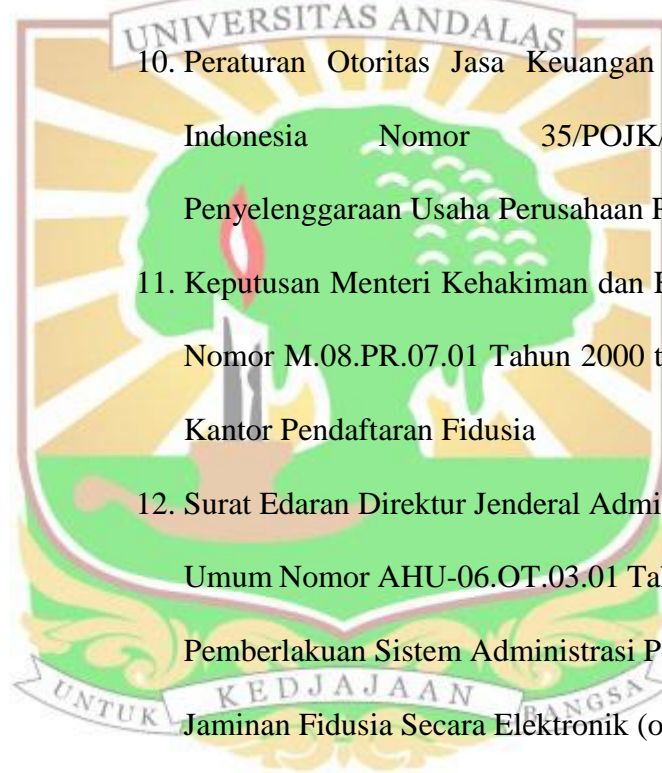 UNIVERSITAS ANDALAS
10. Peraturan Otoritas Jasa Keuangan
Indonesia Nomor 35/POJK/
Penyelenggaraan Usaha Perusahaan
11. Keputusan Menteri Kehakiman dan
Nomor M.08.PR.07.01 Tahun 2000
Kantor Pendaftaran Fidusia
12. Surat Edaran Direktur Jenderal
Umum Nomor AHU-06.OT.03.01
Pemberlakuan Sistem Administrasi
Jaminan Fidusia Secara Elektronik
UNTUK KEDJAJAAN BANGSA